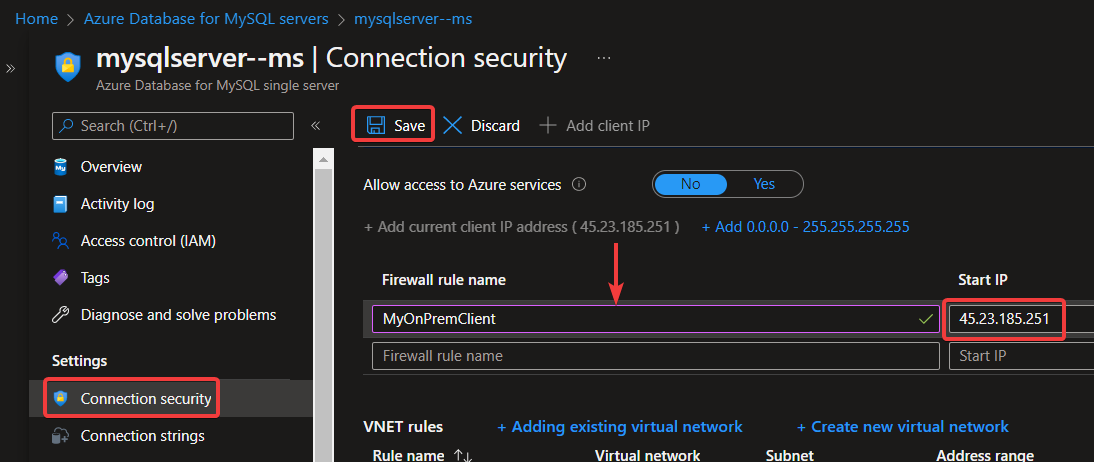 Home > Azure Database for MySQL servers > mysqlserver--ms
mysqlserver--ms | Connection security ...
Azure Database for MySQL single server
Search (Ctrl+/)
Overview
Activity log
Access control (IAM)
Tags
Diagnose and solve problems
Settings
Connection security
Connection strings
Save Discard + Add client IP
Allow access to Azure services No Yes
+ Add current client IP address ( 45.23.185.251 ) + Add 0.0.0.0 - 255.255.255.255
Firewall rule name Start IP
MyOnPremClient 45.23.185.251
Firewall rule name Start IP
VNET rules + Adding existing virtual network + Create new virtual network
Rule name ↑↓ Virtual network Subnet Address range